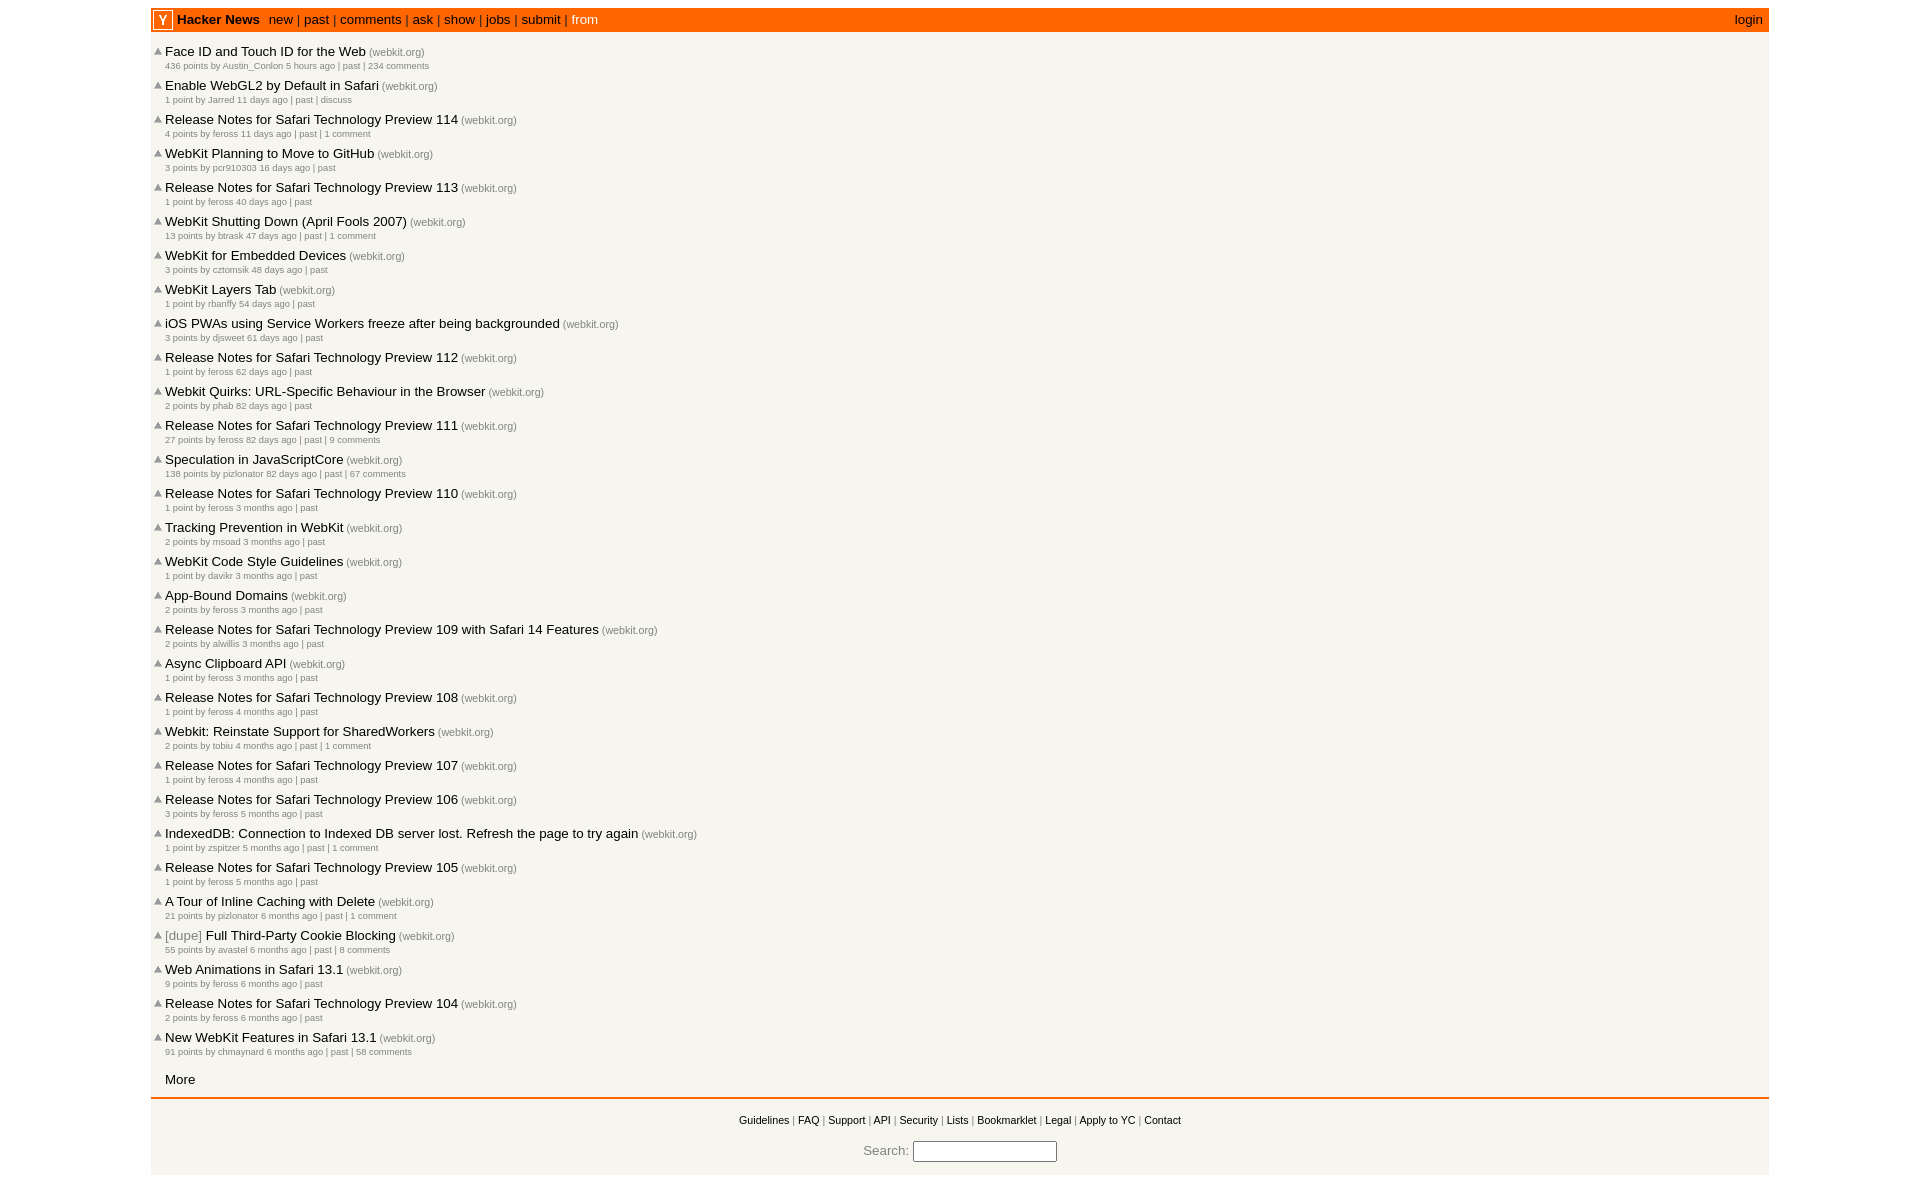 Y Hacker News new | past | comments | ask | show | jobs | submit | from login
Face ID and Touch ID for the Web (webkit.org)
436 points by Austin_Conlon 5 hours ago | past | 234 comments
Enable WebGL2 by Default in Safari (webkit.org)
1 point by Jarred 11 days ago | past | discuss
Release Notes for Safari Technology Preview 114 (webkit.org)
4 points by feross 11 days ago | past | 1 comment
WebKit Planning to Move to GitHub (webkit.org)
3 points by pcr910303 16 days ago | past
Release Notes for Safari Technology Preview 113 (webkit.org)
1 point by feross 40 days ago | past
WebKit Shutting Down (April Fools 2007) (webkit.org)
13 points by btrask 47 days ago | past | 1 comment
WebKit for Embedded Devices (webkit.org)
3 points by cztomsik 48 days ago | past
WebKit Layers Tab (webkit.org)
1 point by rbanffy 54 days ago | past
iOS PWAs using Service Workers freeze after being backgrounded (webkit.org)
3 points by djsweet 61 days ago | past
Release Notes for Safari Technology Preview 112 (webkit.org)
1 point by feross 62 days ago | past
Webkit Quirks: URL-Specific Behaviour in the Browser (webkit.org)
2 points by phab 82 days ago | past
Release Notes for Safari Technology Preview 111 (webkit.org)
27 points by feross 82 days ago | past | 9 comments
Speculation in JavaScriptCore (webkit.org)
138 points by pizlonator 82 days ago | past | 67 comments
Release Notes for Safari Technology Preview 110 (webkit.org)
1 point by feross 3 months ago | past
Tracking Prevention in WebKit (webkit.org)
2 points by msoad 3 months ago | past
WebKit Code Style Guidelines (webkit.org)
1 point by davikr 3 months ago | past
App-Bound Domains (webkit.org)
2 points by feross 3 months ago | past
Release Notes for Safari Technology Preview 109 with Safari 14 Features (webkit.org)
2 points by alwillis 3 months ago | past
Async Clipboard API (webkit.org)
1 point by feross 3 months ago | past
Release Notes for Safari Technology Preview 108 (webkit.org)
1 point by feross 4 months ago | past
Webkit: Reinstate Support for SharedWorkers (webkit.org)
2 points by tobiu 4 months ago | past | 1 comment
Release Notes for Safari Technology Preview 107 (webkit.org)
1 point by feross 4 months ago | past
Release Notes for Safari Technology Preview 106 (webkit.org)
3 points by feross 5 months ago | past
IndexedDB: Connection to Indexed DB server lost. Refresh the page to try again (webkit.org)
1 point by zspitzer 5 months ago | past | 1 comment
Release Notes for Safari Technology Preview 105 (webkit.org)
1 point by feross 5 months ago | past
A Tour of Inline Caching with Delete (webkit.org)
21 points by pizlonator 6 months ago | past | 1 comment
[dupe] Full Third-Party Cookie Blocking (webkit.org)
55 points by avastel 6 months ago | past | 8 comments
Web Animations in Safari 13.1 (webkit.org)
9 points by feross 6 months ago | past
Release Notes for Safari Technology Preview 104 (webkit.org)
2 points by feross 6 months ago | past
New WebKit Features in Safari 13.1 (webkit.org)
91 points by chmaynard 6 months ago | past | 58 comments
More
Guidelines | FAQ | Support | API | Security | Lists | Bookmarklet | Legal | Apply to YC | Contact
Search: